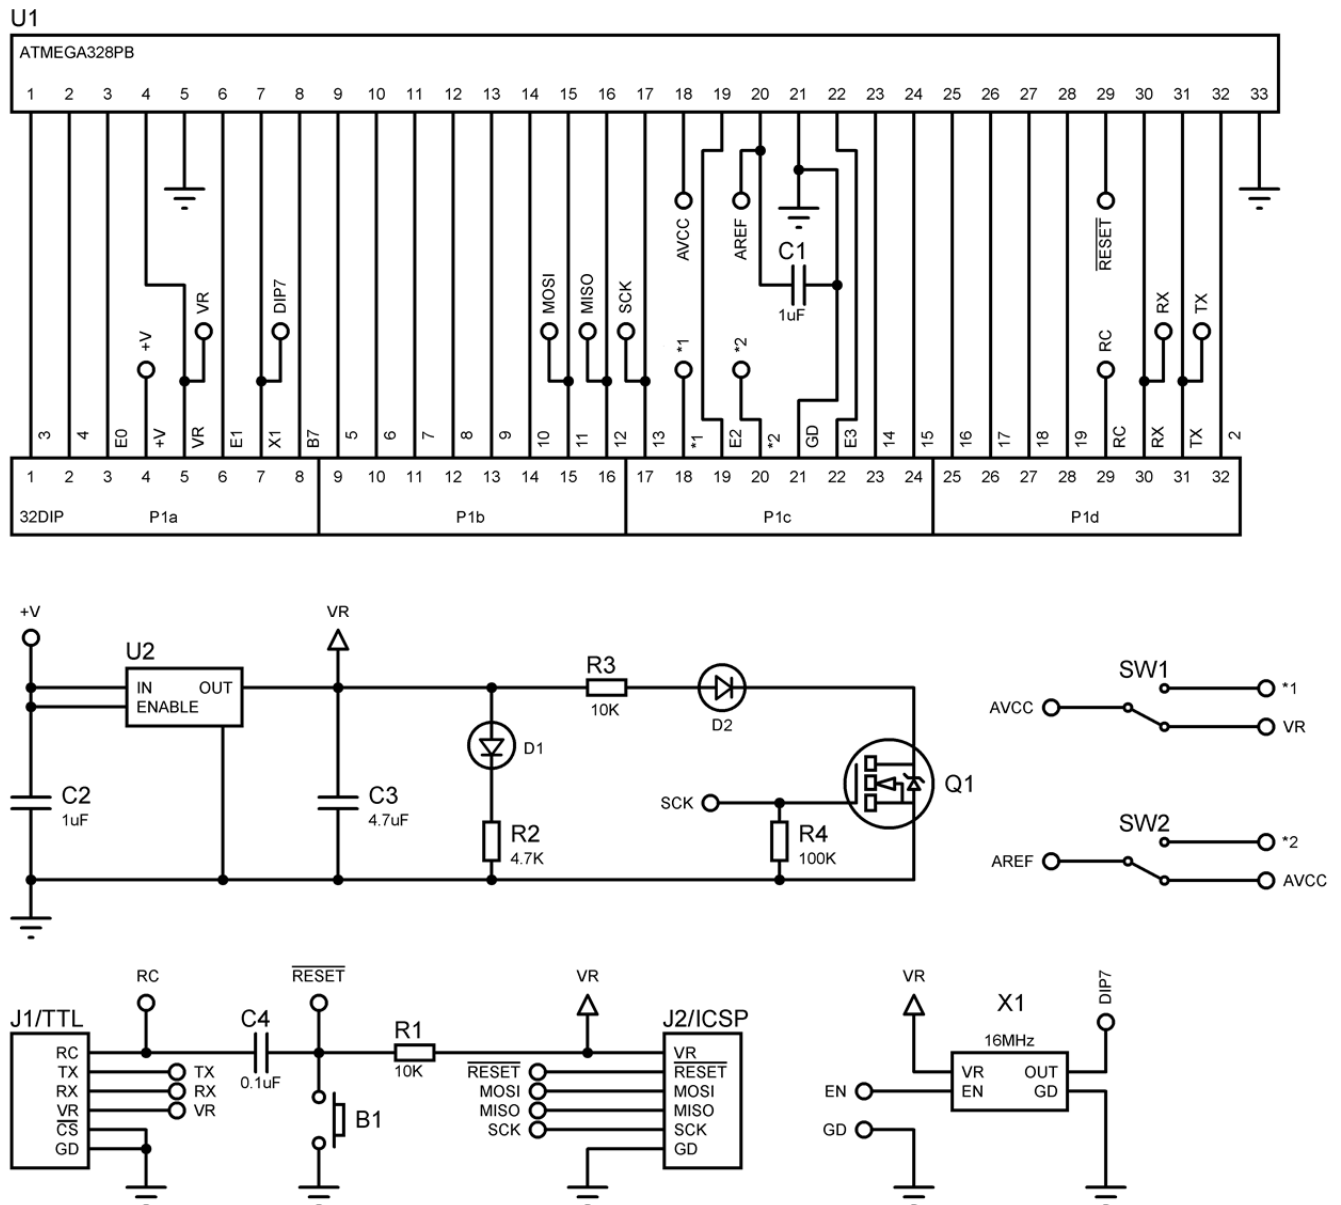 U1
ATMEGA328PB
1 2 3 4 5 6 7 8 9 10 11 12 13 14 15 16 17 18 19 20 21 22 23 24 25 26 27 28 29 30 31 32 33
AVCC AREF RESET
C1
1uF
VR DIP7 MOSI MISO SCK RX TX
+V *1 *2 RC
3 4 E0 +V VR E1 X1 B7 5 6 7 8 9 10 11 12 13 *1 E2 *2 GD E3 14 15 16 17 18 19 RC RX TX 2
1 2 3 4 5 6 7 8 9 10 11 12 13 14 15 16 17 18 19 20 21 22 23 24 25 26 27 28 29 30 31 32
32DIP P1a P1b P1c P1d
+V
VR
U2
IN OUT
ENABLE
C2
1uF
C3
4.7uF
D1
R2
4.7K
R3
10K
D2
SCK
R4
100K
Q1
SW1
AVCC
*1
VR
SW2
AREF
*2
AVCC
J1/TTL
RC
RC
TX TX
RX RX
VR VR
CS
GD
C4
0.1uF
RESET
B1
R1
10K
VR
J2/ICSP
VR
RESET RESET
MOSI MOSI
MISO MISO
SCK SCK
GD
VR
X1
16MHz
DIP7
VR OUT
EN EN GD
GD